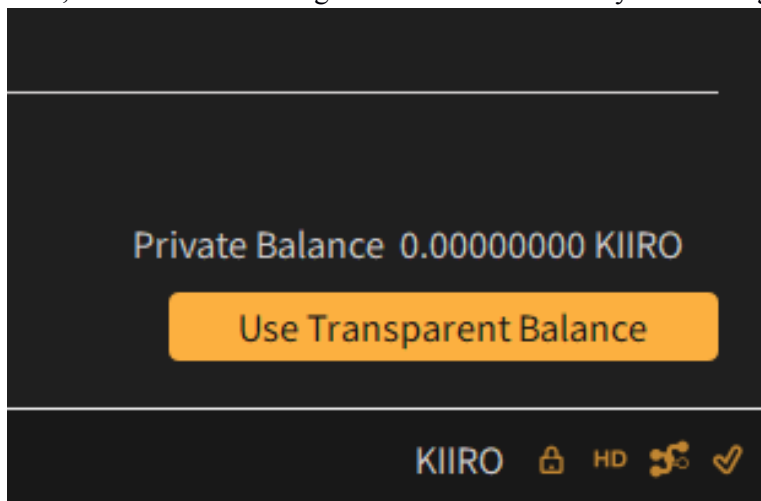 Private Balance 0.00000000 KIIRO
Use Transparent Balance
KIIRO HD